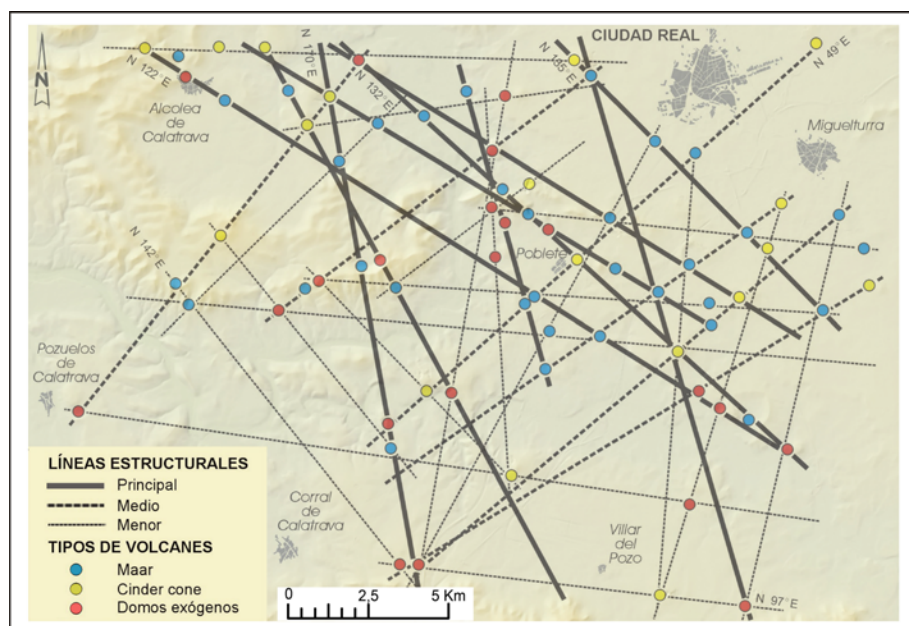 CIUDAD REAL
N 122° E
N 170° E
N 132° E
N 49° E
Alcolea
de
Calatrava
Miguelturra
N 142° E
Poblete
Pozuelos
de
Calatrava
LÍNEAS ESTRUCTURALES
Principal
Medio
Menor
TIPOS DE VOLCANES
Maar
Cinder cone
Domos exógenos
Corral
de
Calatrava
Villar
del
Pozo
0 2,5 5 Km
N 97° E
N